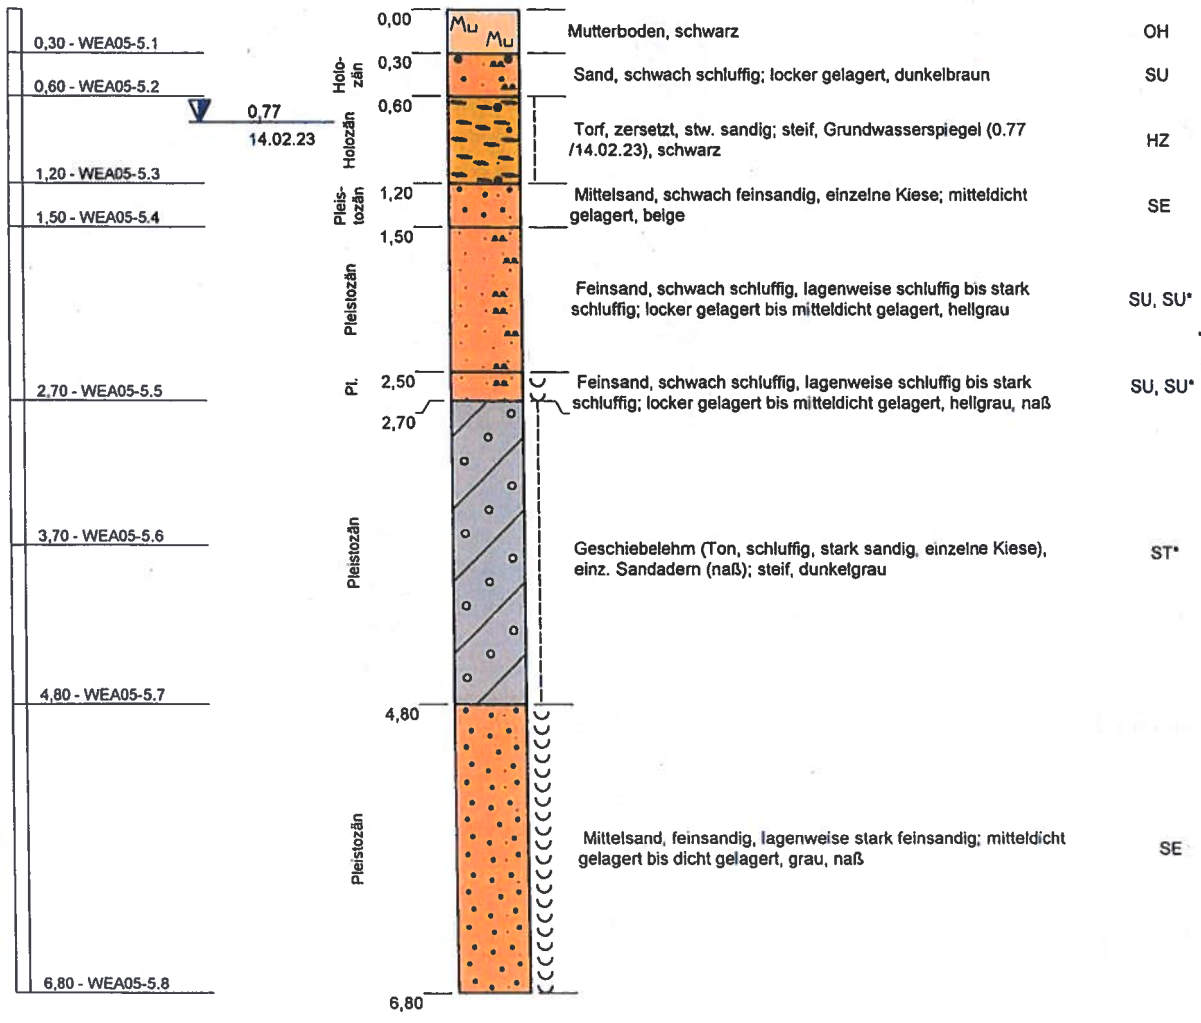 0,00
Mu
Mu
Mutterboden, schwarz
OH
0,30 - WEA05-5.1
0,30
Holo-
zän
Sand, schwach schluffig; locker gelagert, dunkelbraun
SU
0,60 - WEA05-5.2
0,60
0,77
14.02.23
Holozän
Torf, zersetzt, stw. sandig; steif, Grundwasserspiegel (0.77
/14.02.23), schwarz
HZ
1,20 - WEA05-5.3
1,20
Pleis-
tozän
Mittelsand, schwach feinsandig, einzelne Kiese; mitteldicht
gelagert, beige
SE
1,50 - WEA05-5.4
1,50
Pleistozän
Feinsand, schwach schluffig, lagenweise schluffig bis stark
schluffig; locker gelagert bis mitteldicht gelagert, hellgrau
SU, SU*
2,50
Pl.
Feinsand, schwach schluffig, lagenweise schluffig bis stark
schluffig; locker gelagert bis mitteldicht gelagert, hellgrau, naß
SU, SU*
2,70 - WEA05-5.5
2,70
3,70 - WEA05-5.6
Pleistozän
Geschiebelehm (Ton, schluffig, stark sandig, einzelne Kiese),
einz. Sandadern (naß); steif, dunkelgrau
ST*
4,80 - WEA05-5.7
4,80
Pleistozän
Mittelsand, feinsandig, lagenweise stark feinsandig; mitteldicht
gelagert bis dicht gelagert, grau, naß
SE
6,80 - WEA05-5.8
6,80